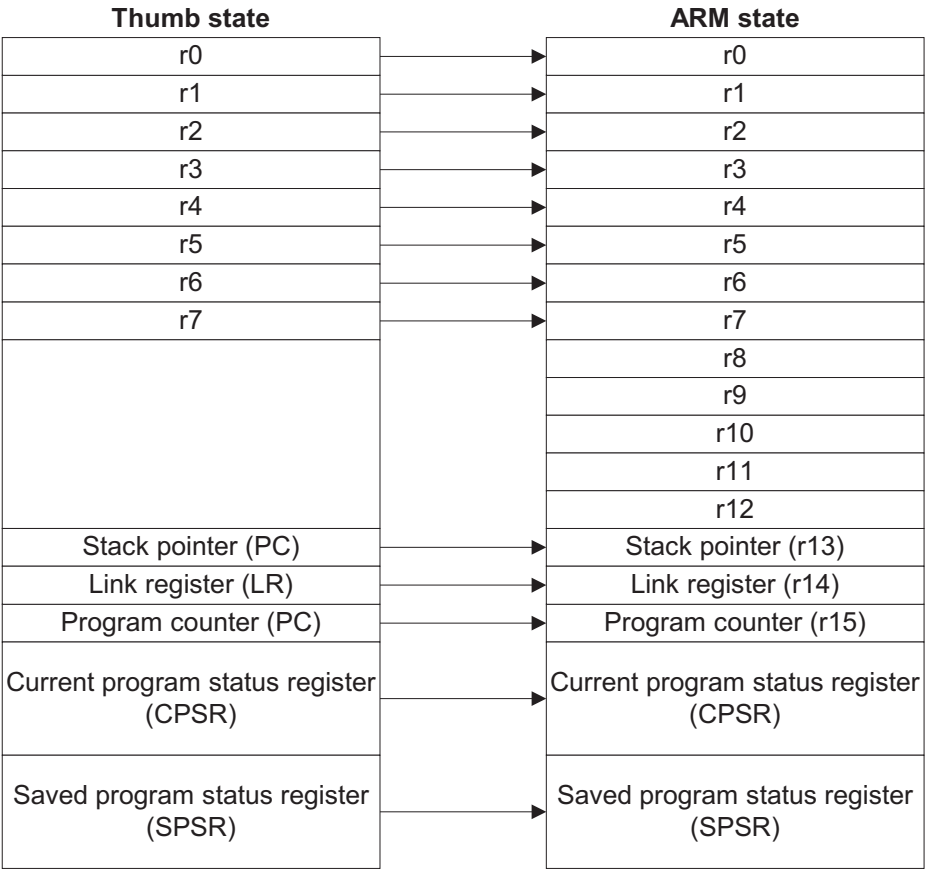 Thumb state ARM state
r0 r0
r1 r1
r2 r2
r3 r3
r4 r4
r5 r5
r6 r6
r7 r7
r8
r9
r10
r11
r12
Stack pointer (PC) Stack pointer (r13)
Link register (LR) Link register (r14)
Program counter (PC) Program counter (r15)
Current program status register Current program status register
(CPSR) (CPSR)
Saved program status register Saved program status register
(SPSR) (SPSR)